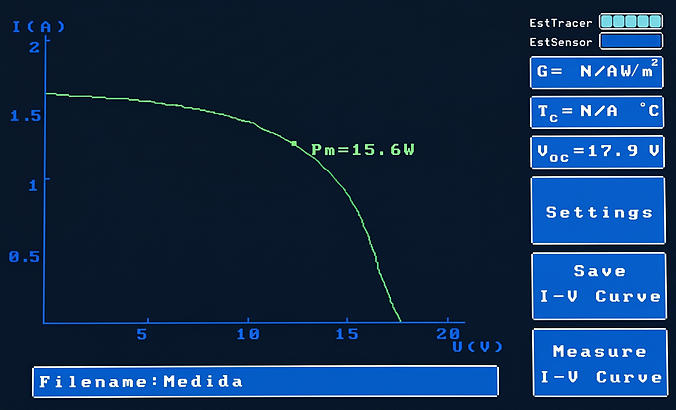 I(A)
2
1.5
1
0.5
5
10
15
20
U(V)
Pm=15.6W
EstTracer
EstSensor
G= N/AW/m²
Tc= N/A °C
Voc=17.9 V
Settings
Save
I-V Curve
Measure
I-V Curve
Filename:Medida